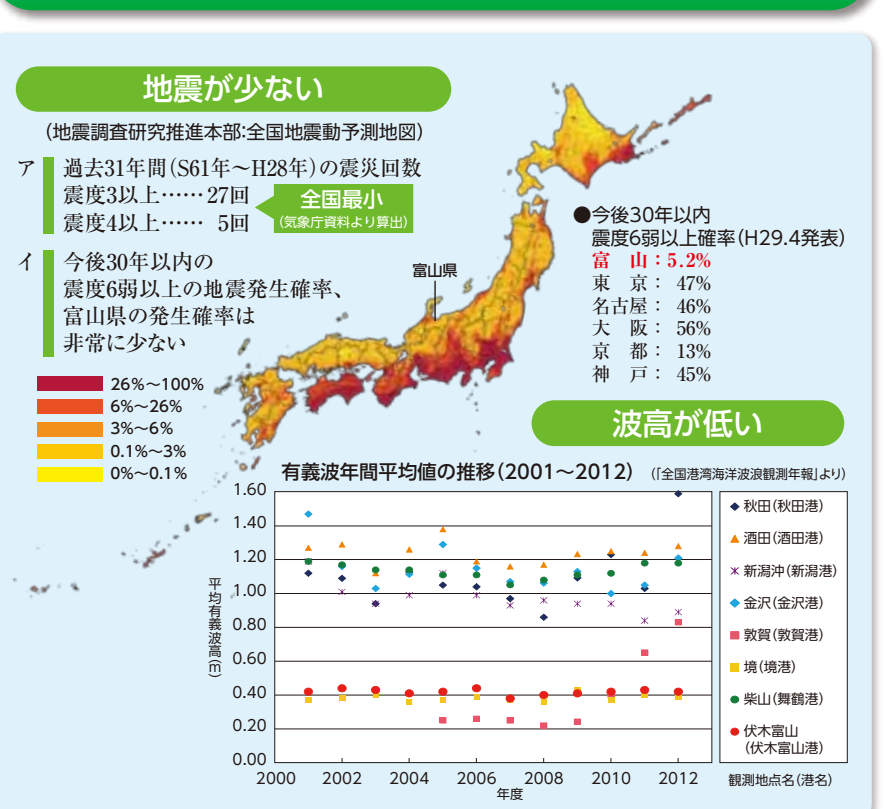 地震が少ない
(地震調査研究推進本部:全国地震動予測地図)
ア 過去31年間(S61年〜H28年)の震災回数
震度3以上……27回
震度4以上…… 5回
全国最小
(気象庁資料より算出)
イ 今後30年以内の
震度6弱以上の地震発生確率、
富山県の発生確率は
非常に少ない
26%〜100%
6%〜26%
3%〜6%
0.1%〜3%
0%〜0.1%
富山県
●今後30年以内
震度6弱以上確率(H29.4発表)
富 山:5.2%
東 京: 47%
名古屋: 46%
大 阪: 56%
京 都: 13%
神 戸: 45%
波高が低い
有義波年間平均値の推移(2001〜2012) (「全国港湾海洋波浪観測年報」より)
平均有義波高(m)
1.60
1.40
1.20
1.00
0.80
0.60
0.40
0.20
0.00
2000 2002 2004 2006 2008 2010 2012
年度
秋田(秋田港)
酒田(酒田港)
新潟沖(新潟港)
金沢(金沢港)
敦賀(敦賀港)
境(境港)
柴山(舞鶴港)
伏木富山
(伏木富山港)
観測地点名(港名)